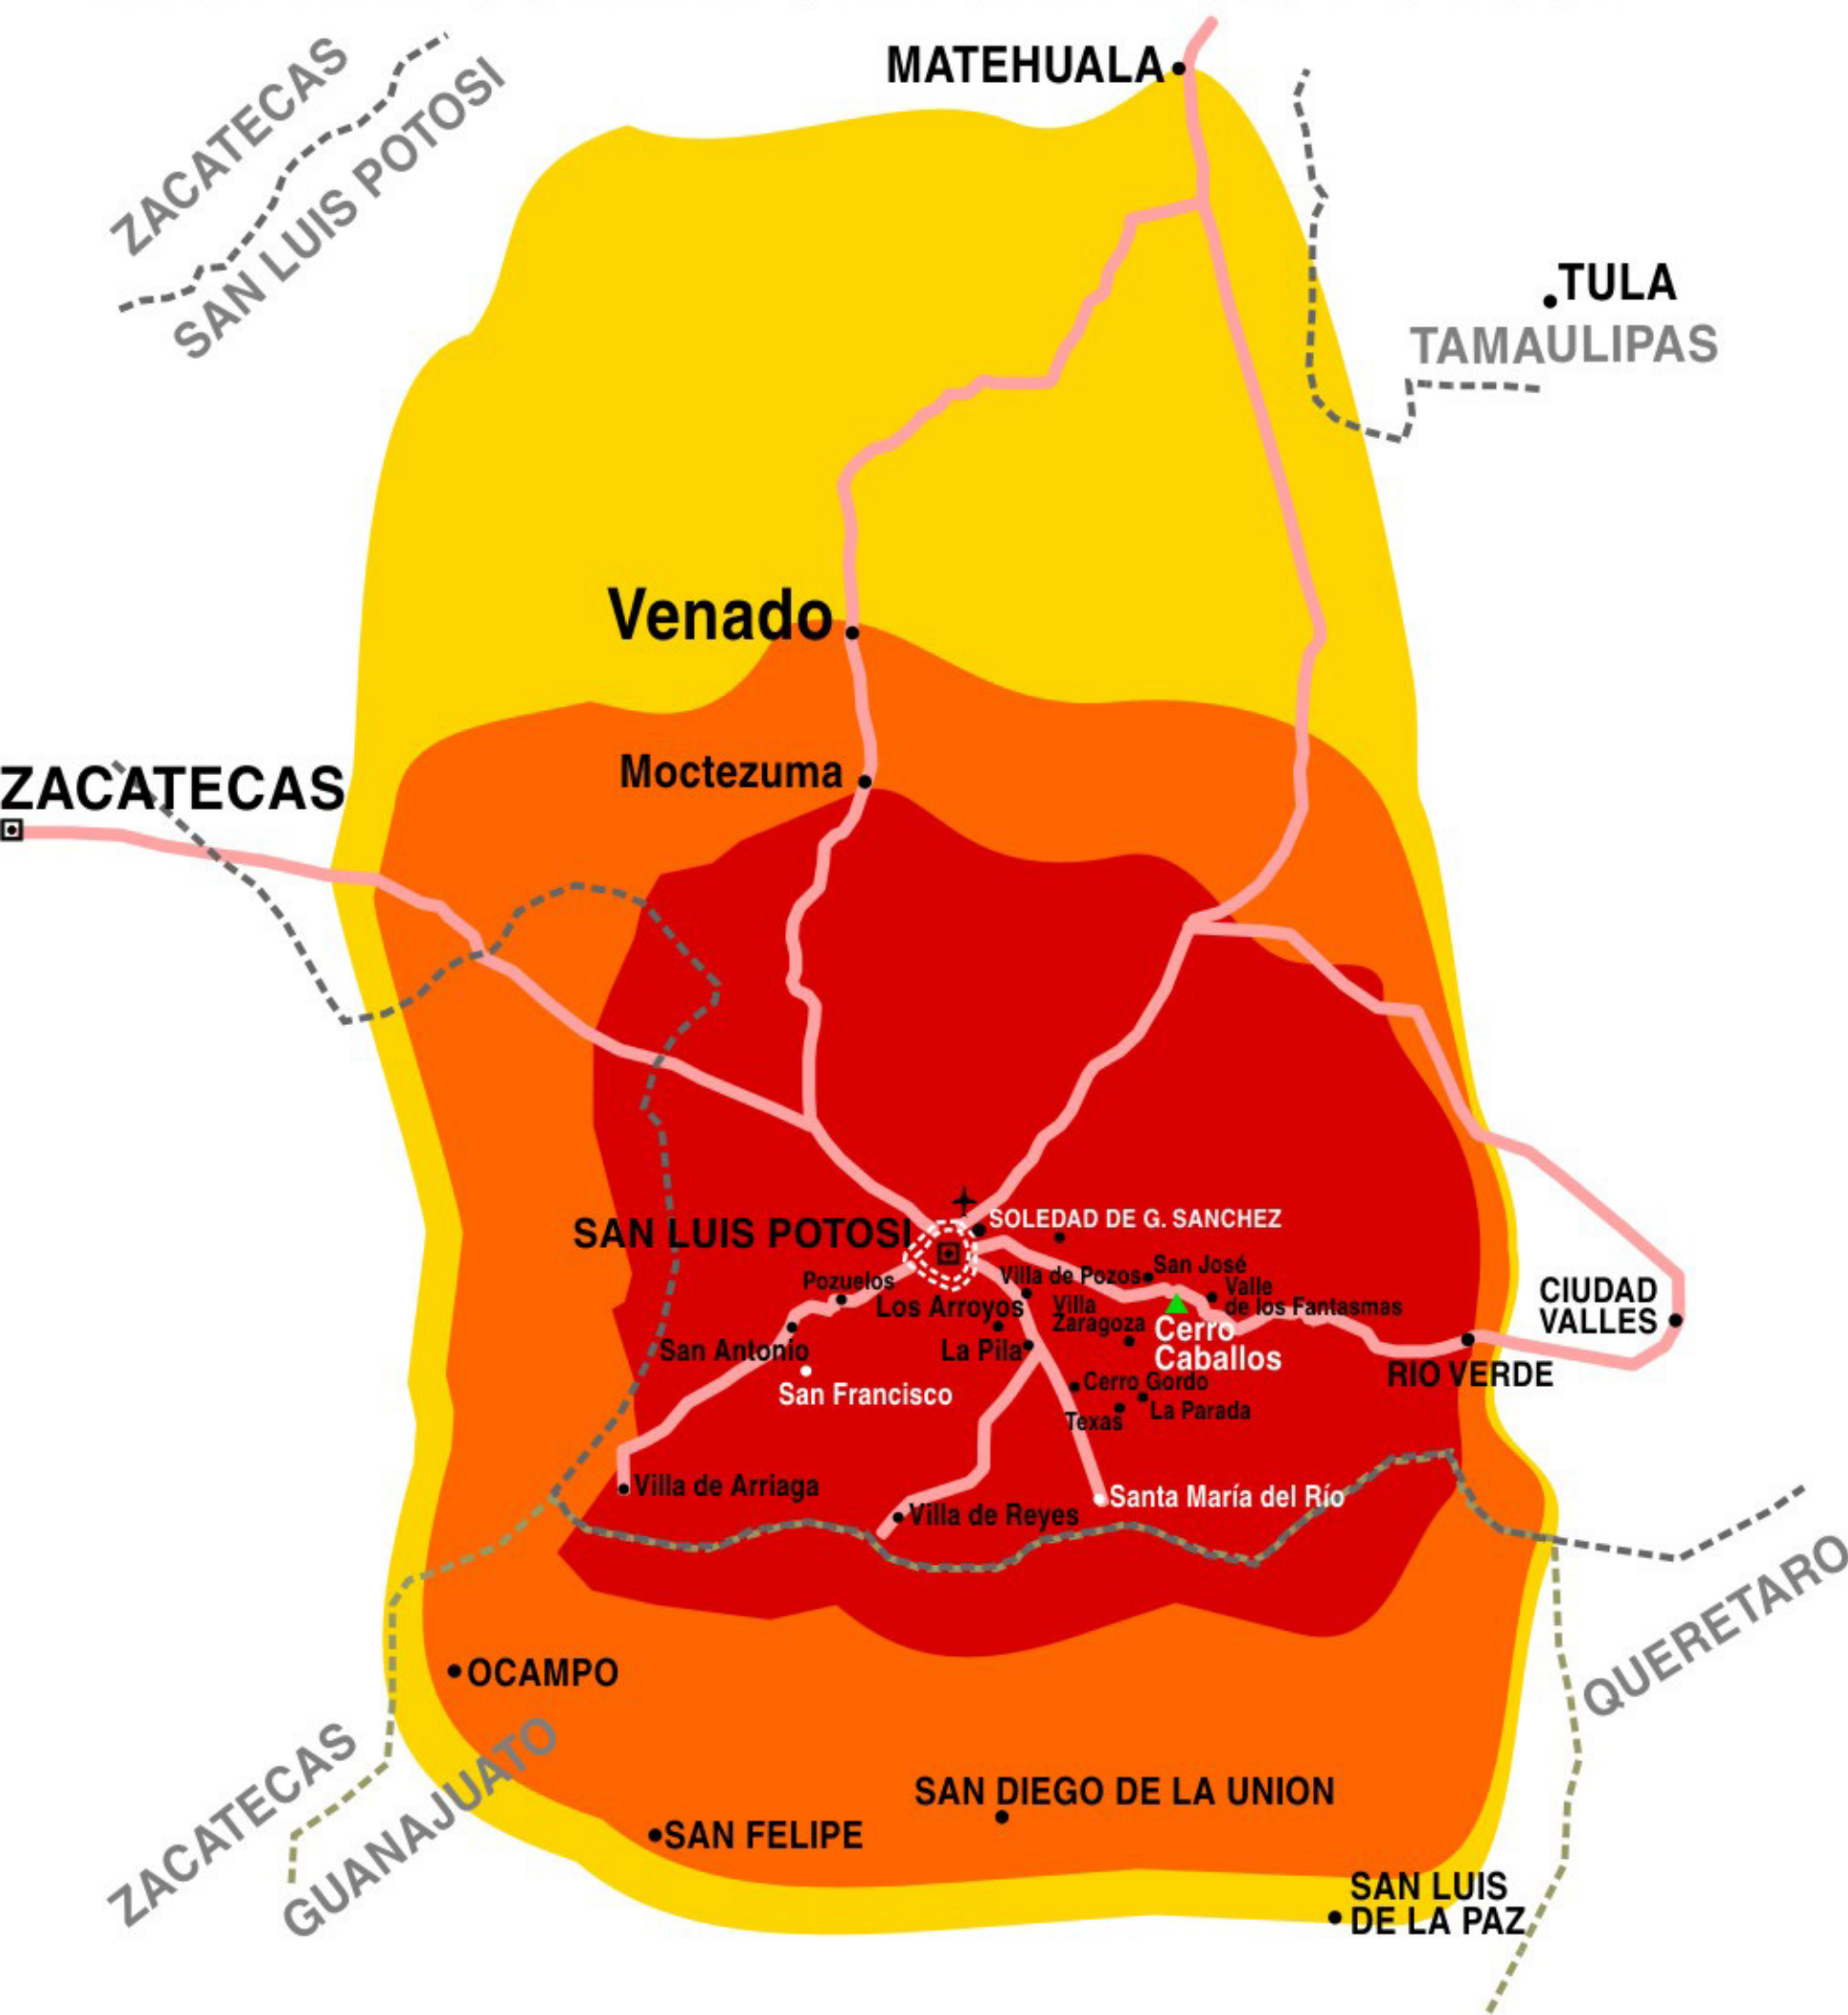 MATEHUALA
ZACATECAS
SAN LUIS POTOSI
TULA
TAMAULIPAS
Venado
Moctezuma
ZACATECAS
SAN LUIS POTOSI
SOLEDAD DE G. SANCHEZ
Pozuelos
Villa de Pozos
San José
Valle
de los Fantasmas
Los Arroyos
Villa
Zaragoza
Cerro
Caballos
CIUDAD
VALLES
San Antonio
La Pila
RIO VERDE
San Francisco
Cerro Gordo
La Parada
Texas
Villa de Arriaga
Santa María del Río
Villa de Reyes
QUERETARO
OCAMPO
ZACATECAS
GUANAJUATO
SAN DIEGO DE LA UNION
SAN FELIPE
SAN LUIS
DE LA PAZ